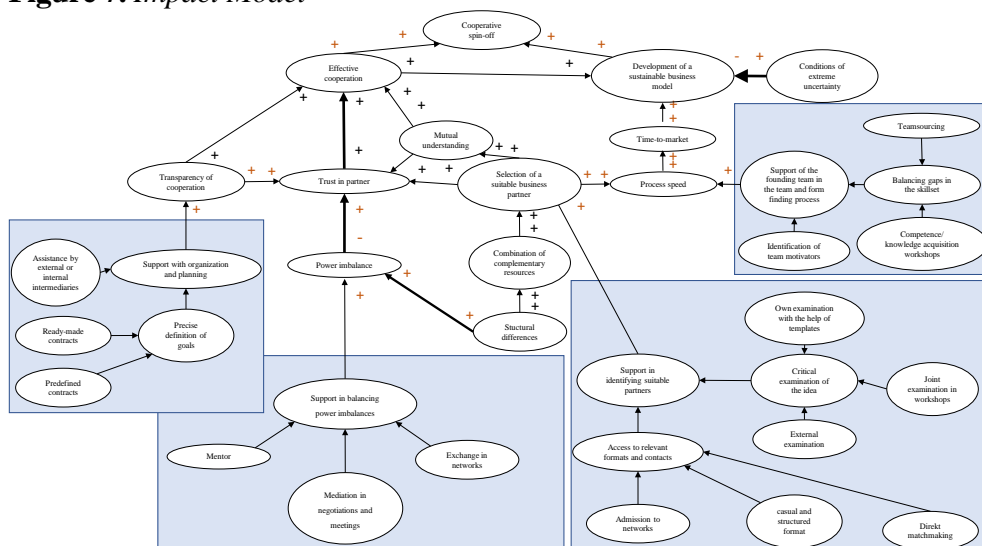 Figure 7. Impact Model
Cooperative
spin-off
+
+
+
+
Effective
cooperation
+
+
Development of a
sustainable business
model
-
+
Conditions of
extreme
uncertainty
+
+
+
+
+
+
Mutual
understanding
+
Time-to-market
+
+
+
Teamsourcing
+
+
+
+
+
Transparency of
cooperation
+
+
Trust in partner
+
+
Selection of a
suitable business
partner
+
+
Process speed
+
Support of the
founding team in
the team and form
finding process
Balancing gaps in
the skillset
+
+
-
+
+
+
Identification of
team motivators
Competence/
knowledge acquisition
workshops
Assistance by
external or
internal
intermediaries
Support with organization
and planning
Power imbalance
+
+
Combination of
complementary
resources
+
+
+
Stuctural
differences
Ready-made
contracts
Precise
definition of
goals
Predefined
contracts
Own examination
with the help of
templates
Support in
identifying suitable
partners
Critical
examination of
the idea
Joint
examination in
workshops
Support in balancing
power imbalances
External
examination
Mentor
Exchange in
networks
Access to relevant
formats and contacts
Mediation in
negotiations and
meetings
Admission to
networks
casual and
structured
format
Direkt
matchmaking